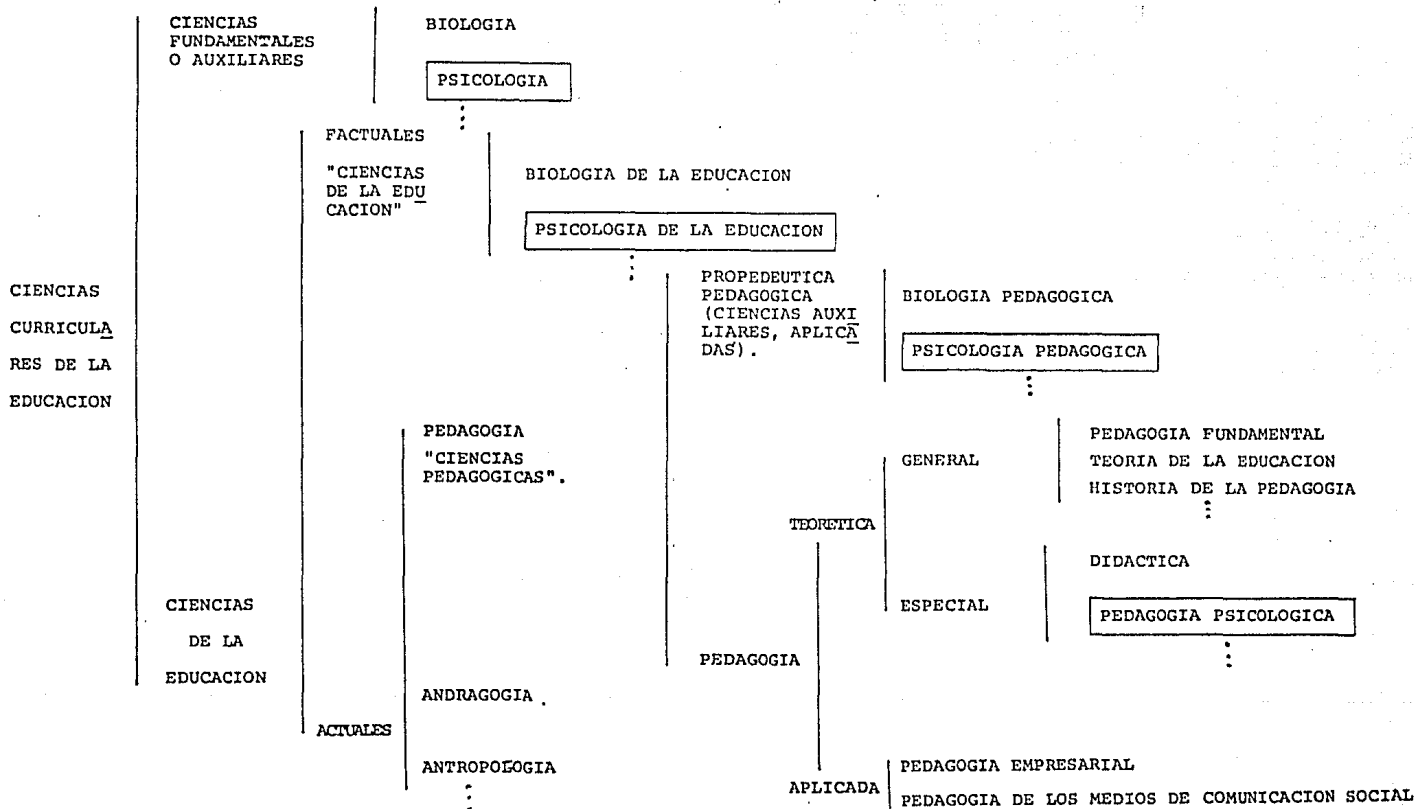 CIENCIAS
FUNDAMENTALES
O AUXILIARES
BIOLOGIA
PSICOLOGIA
FACTUALES
"CIENCIAS
DE LA EDU
CACION"
BIOLOGIA DE LA EDUCACION
PSICOLOGIA DE LA EDUCACION
CIENCIAS
CURRICULA
RES DE LA
EDUCACION
PROPEDEUTICA
PEDAGOGICA
(CIENCIAS AUXI
LIARES, APLICA
DAS).
BIOLOGIA PEDAGOGICA
PSICOLOGIA PEDAGOGICA
PEDAGOGIA
"CIENCIAS
PEDAGOGICAS".
GENERAL
PEDAGOGIA FUNDAMENTAL
TEORIA DE LA EDUCACION
HISTORIA DE LA PEDAGOGIA
TEORETICA
DIDACTICA
CIENCIAS
DE LA
EDUCACION
ESPECIAL
PEDAGOGIA PSICOLOGICA
PEDAGOGIA
ANDRAGOGIA.
ACTUALES
ANTROPOGOGIA
APLICADA
PEDAGOGIA EMPRESARIAL
PEDAGOGIA DE LOS MEDIOS DE COMUNICACION SOCIAL